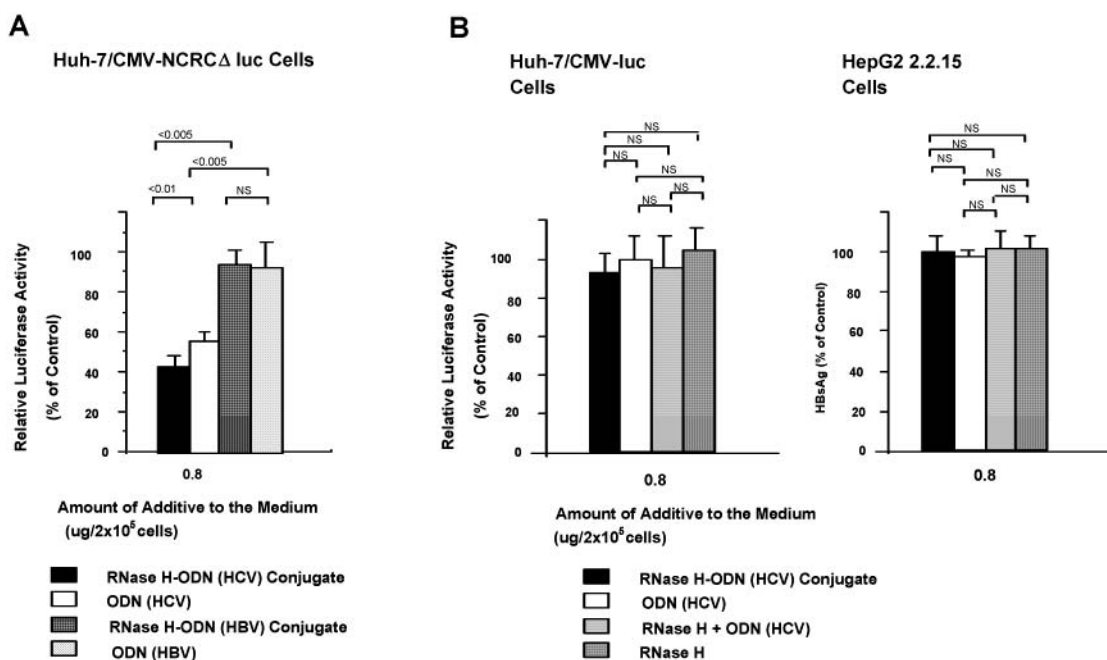 A
Huh-7/CMV-NCRCΔ luc Cells
<0.005
<0.005
<0.01
NS
Relative Luciferase Activity
(% of Control)
100
80
60
40
20
0
0.8
Amount of Additive to the Medium
(ug/2x10⁵ cells)
RNase H-ODN (HCV) Conjugate
ODN (HCV)
RNase H-ODN (HBV) Conjugate
ODN (HBV)
B
Huh-7/CMV-luc
Cells
NS
NS
NS
NS
NS
NS
Relative Luciferase Activity
(% of Control)
100
80
60
40
20
0
0.8
HepG2 2.2.15
Cells
NS
NS
NS
NS
NS
NS
HBsAg (% of Control)
100
80
60
40
20
0
0.8
Amount of Additive to the Medium
(ug/2x10⁵ cells)
RNase H-ODN (HCV) Conjugate
ODN (HCV)
RNase H + ODN (HCV)
RNase H